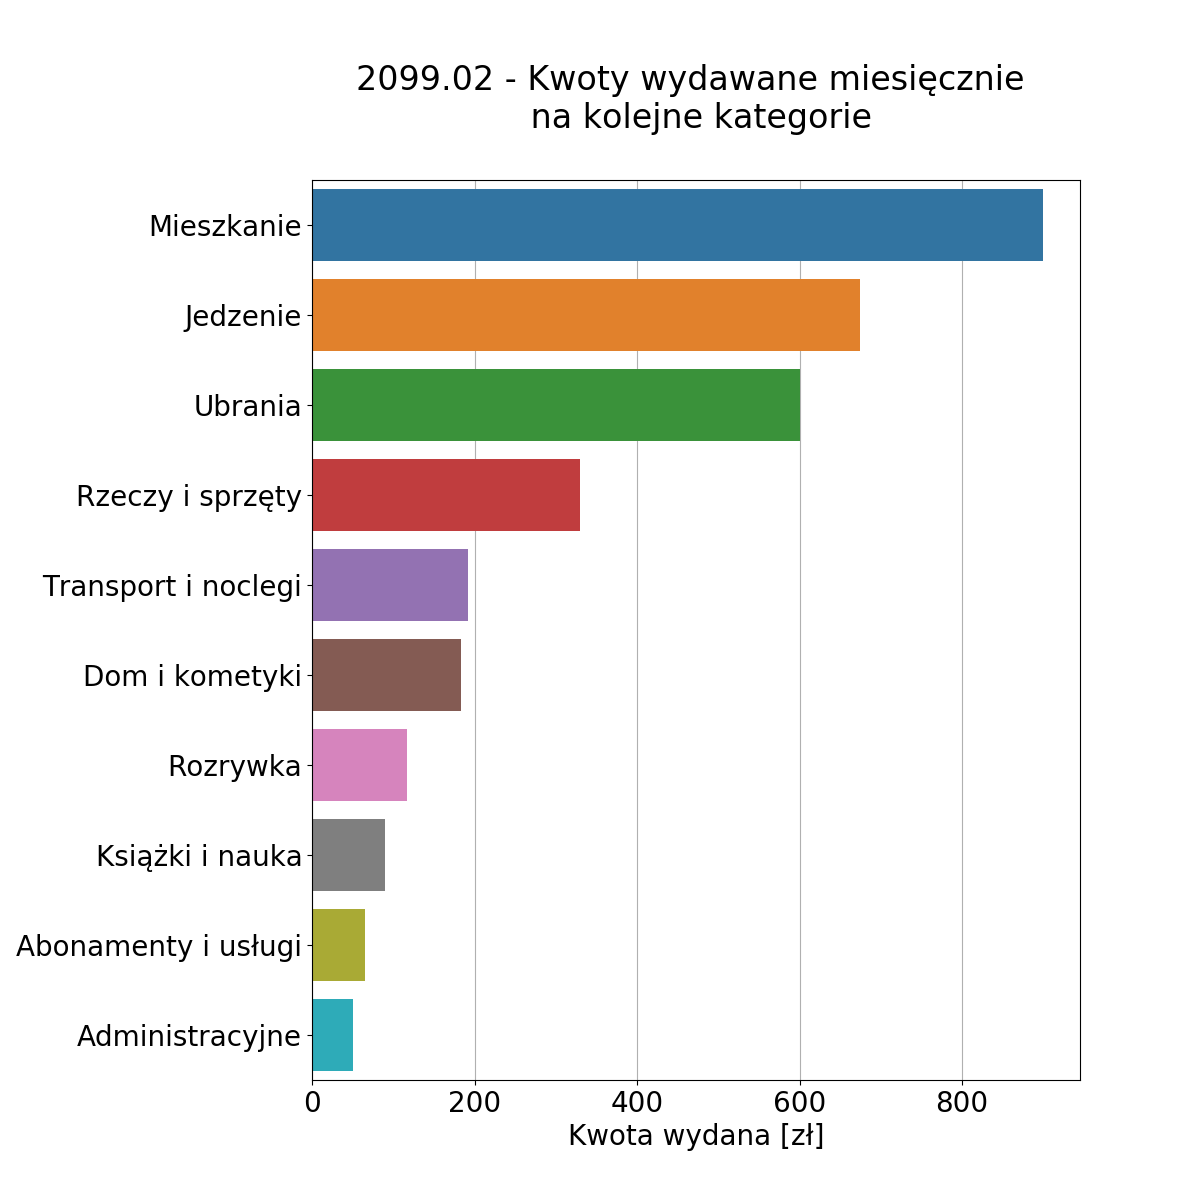 2099.02 - Kwoty wydawane miesięcznie
na kolejne kategorie
Mieszkanie
Jedzenie
Ubrania
Rzeczy i sprzęty
Transport i noclegi
Dom i kometyki
Rozrywka
Książki i nauka
Abonamenty i usługi
Administracyjne
0 200 400 600 800
Kwota wydana [zł]